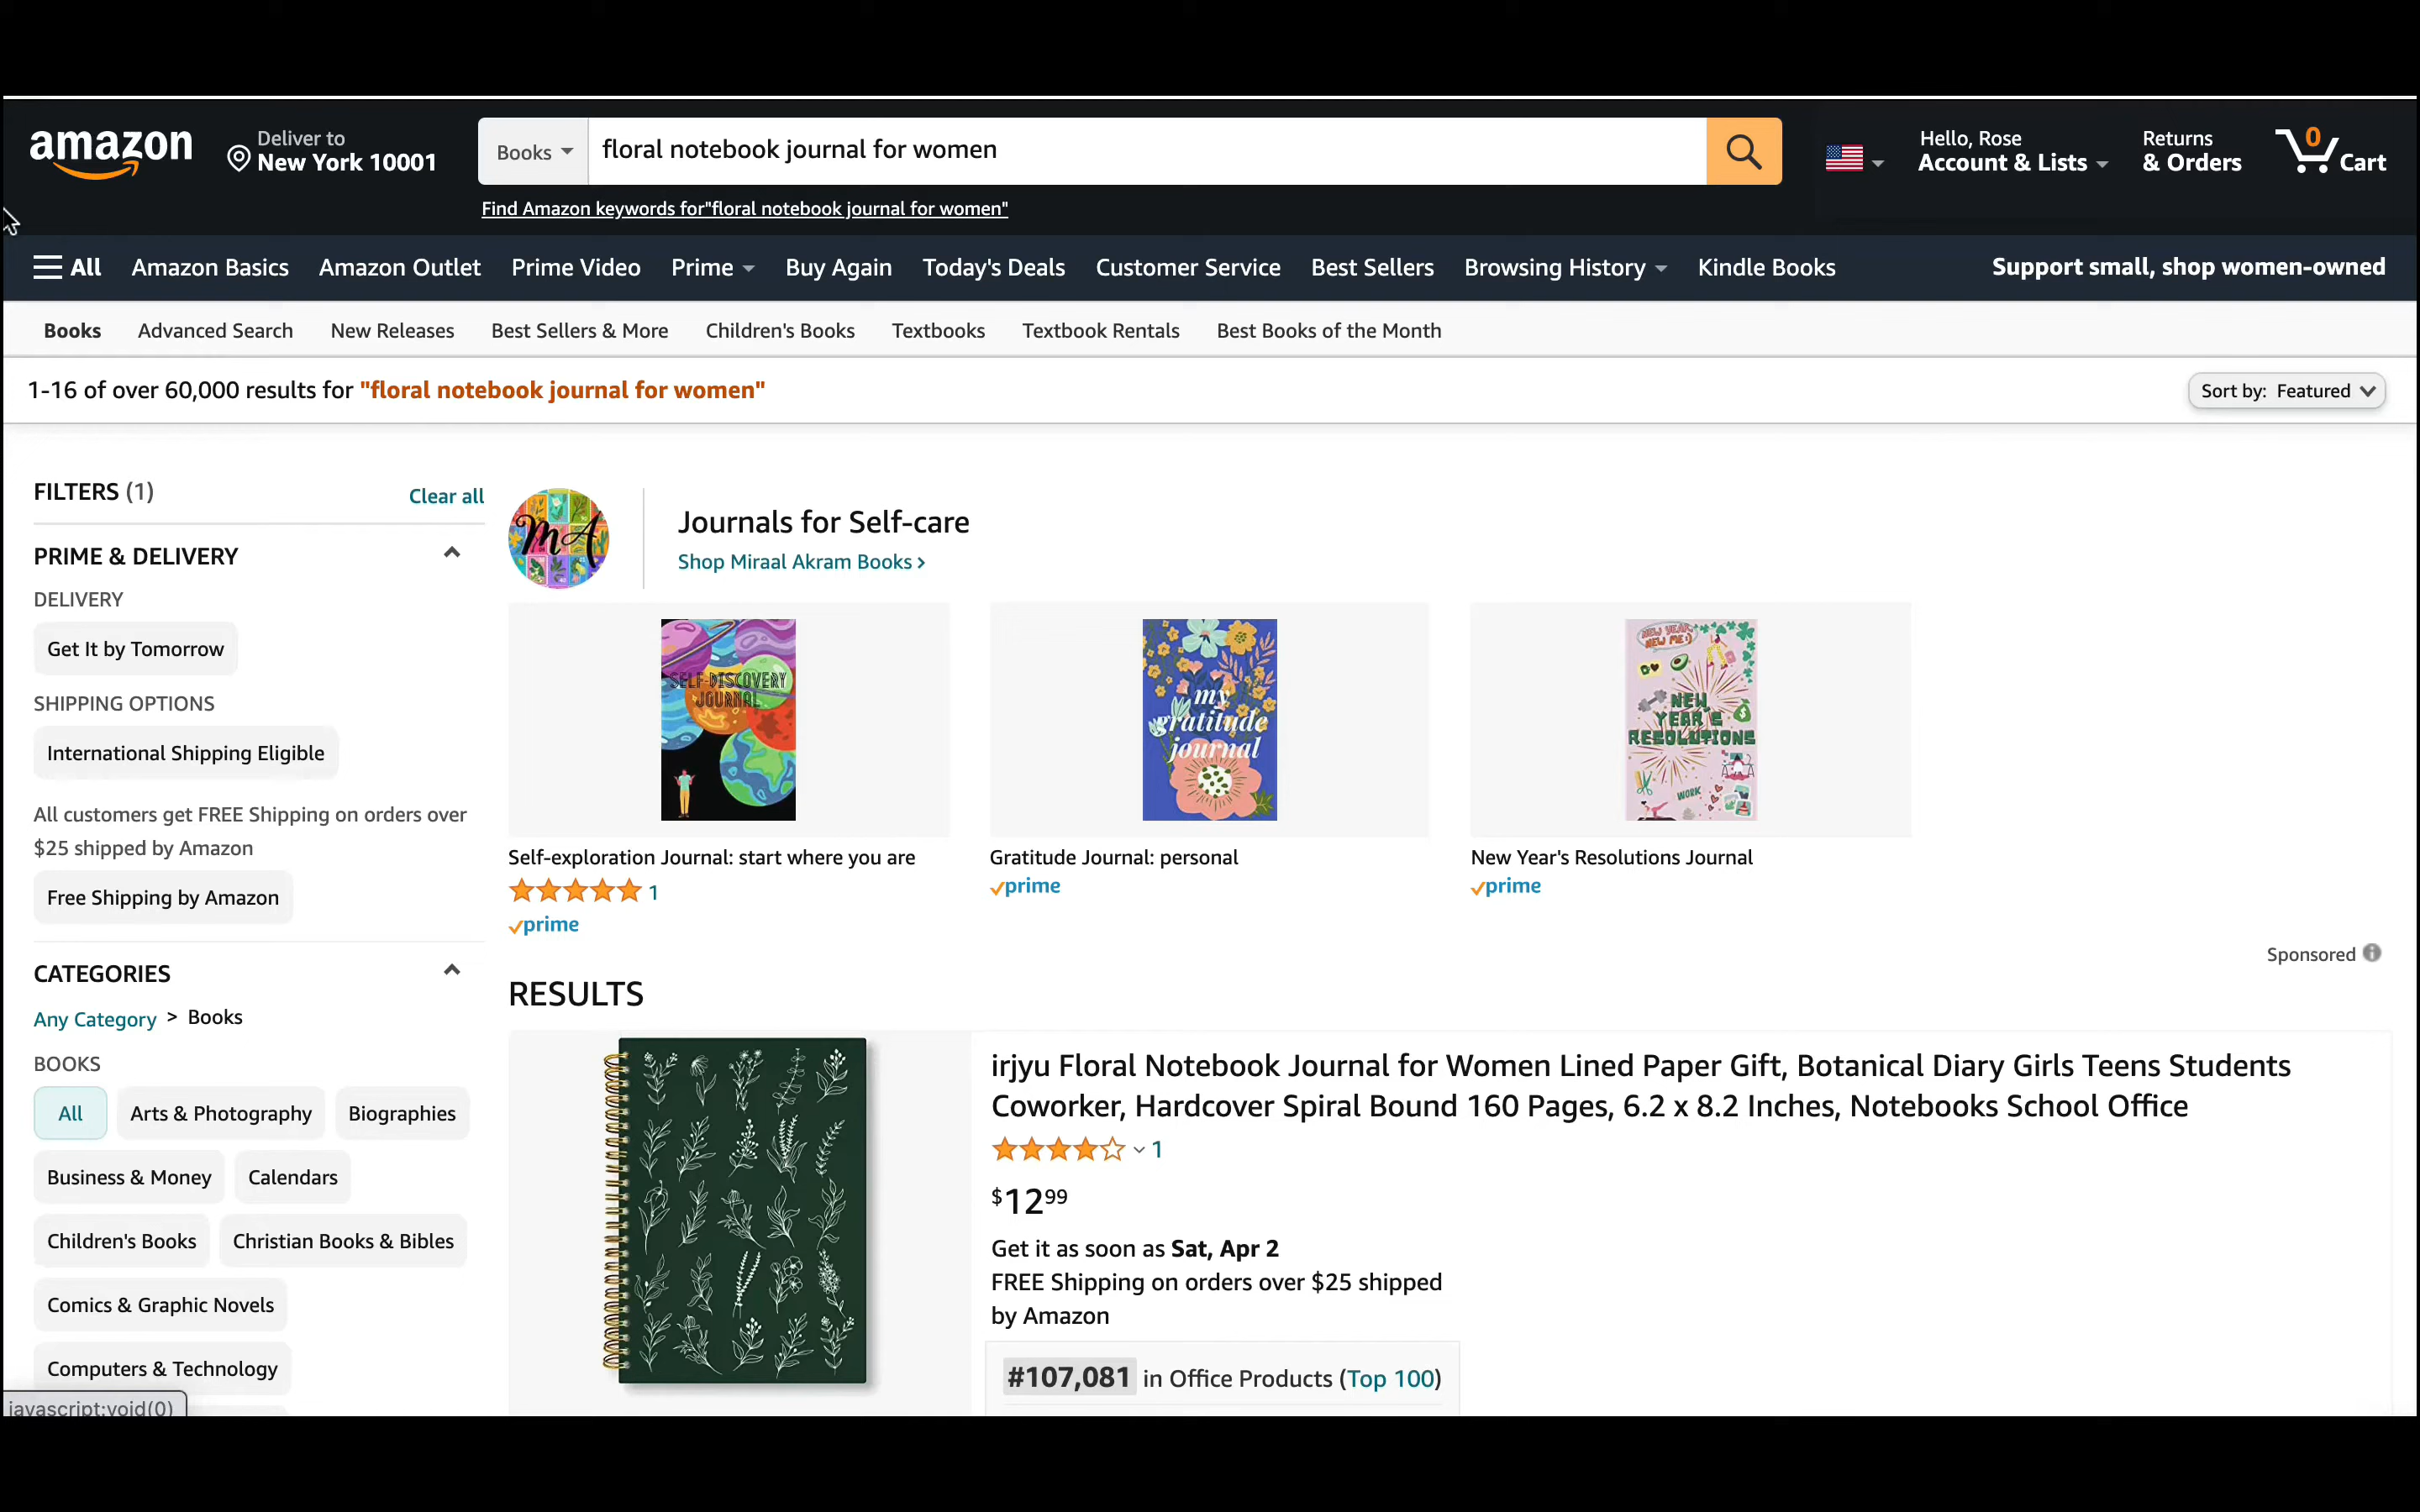 amazon
Deliver to
New York 10001
Books
floral notebook journal for women
Find Amazon keywords for"floral notebook journal for women"
Hello, Rose
Account & Lists
Returns
& Orders
0
Cart
All
Amazon Basics
Amazon Outlet
Prime Video
Prime
Buy Again
Today's Deals
Customer Service
Best Sellers
Browsing History
Kindle Books
Support small, shop women-owned
Books
Advanced Search
New Releases
Best Sellers & More
Children's Books
Textbooks
Textbook Rentals
Best Books of the Month
1-16 of over 60,000 results for "floral notebook journal for women"
Sort by: Featured
FILTERS (1)
Clear all
PRIME & DELIVERY
DELIVERY
Get It by Tomorrow
SHIPPING OPTIONS
International Shipping Eligible
All customers get FREE Shipping on orders over
$25 shipped by Amazon
Free Shipping by Amazon
CATEGORIES
Any Category > Books
BOOKS
All
Arts & Photography
Biographies
Business & Money
Calendars
Children's Books
Christian Books & Bibles
Comics & Graphic Novels
Computers & Technology
javascript:void(0)
MA
Journals for Self-care
Shop Miraal Akram Books ›
SELF-DISCOVERY
JOURNAL
my
gratitude
journal
NEW YEAR
NEW ME :)
NEW
YEAR'S
RESOLUTIONS
WORK
Self-exploration Journal: start where you are
1
prime
Gratitude Journal: personal
prime
New Year's Resolutions Journal
prime
Sponsored
RESULTS
irjyu Floral Notebook Journal for Women Lined Paper Gift, Botanical Diary Girls Teens Students
Coworker, Hardcover Spiral Bound 160 Pages, 6.2 x 8.2 Inches, Notebooks School Office
1
$1299
Get it as soon as Sat, Apr 2
FREE Shipping on orders over $25 shipped
by Amazon
#107,081 in Office Products (Top 100)